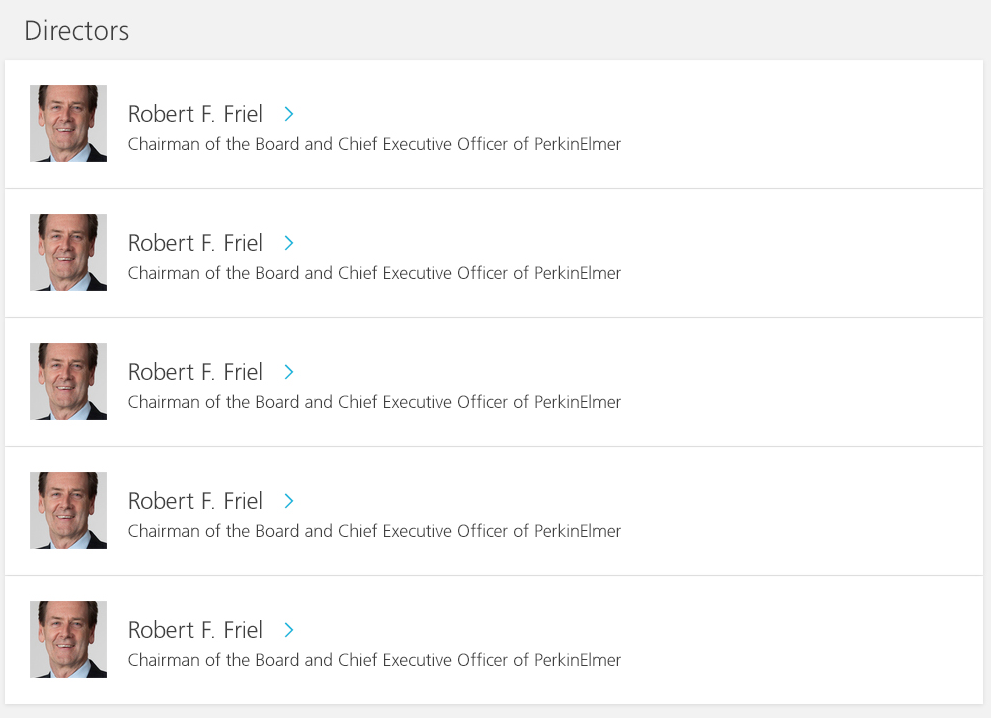 Directors
Robert F. Friel
Chairman of the Board and Chief Executive Officer of PerkinElmer
Robert F. Friel
Chairman of the Board and Chief Executive Officer of PerkinElmer
Robert F. Friel
Chairman of the Board and Chief Executive Officer of PerkinElmer
Robert F. Friel
Chairman of the Board and Chief Executive Officer of PerkinElmer
Robert F. Friel
Chairman of the Board and Chief Executive Officer of PerkinElmer